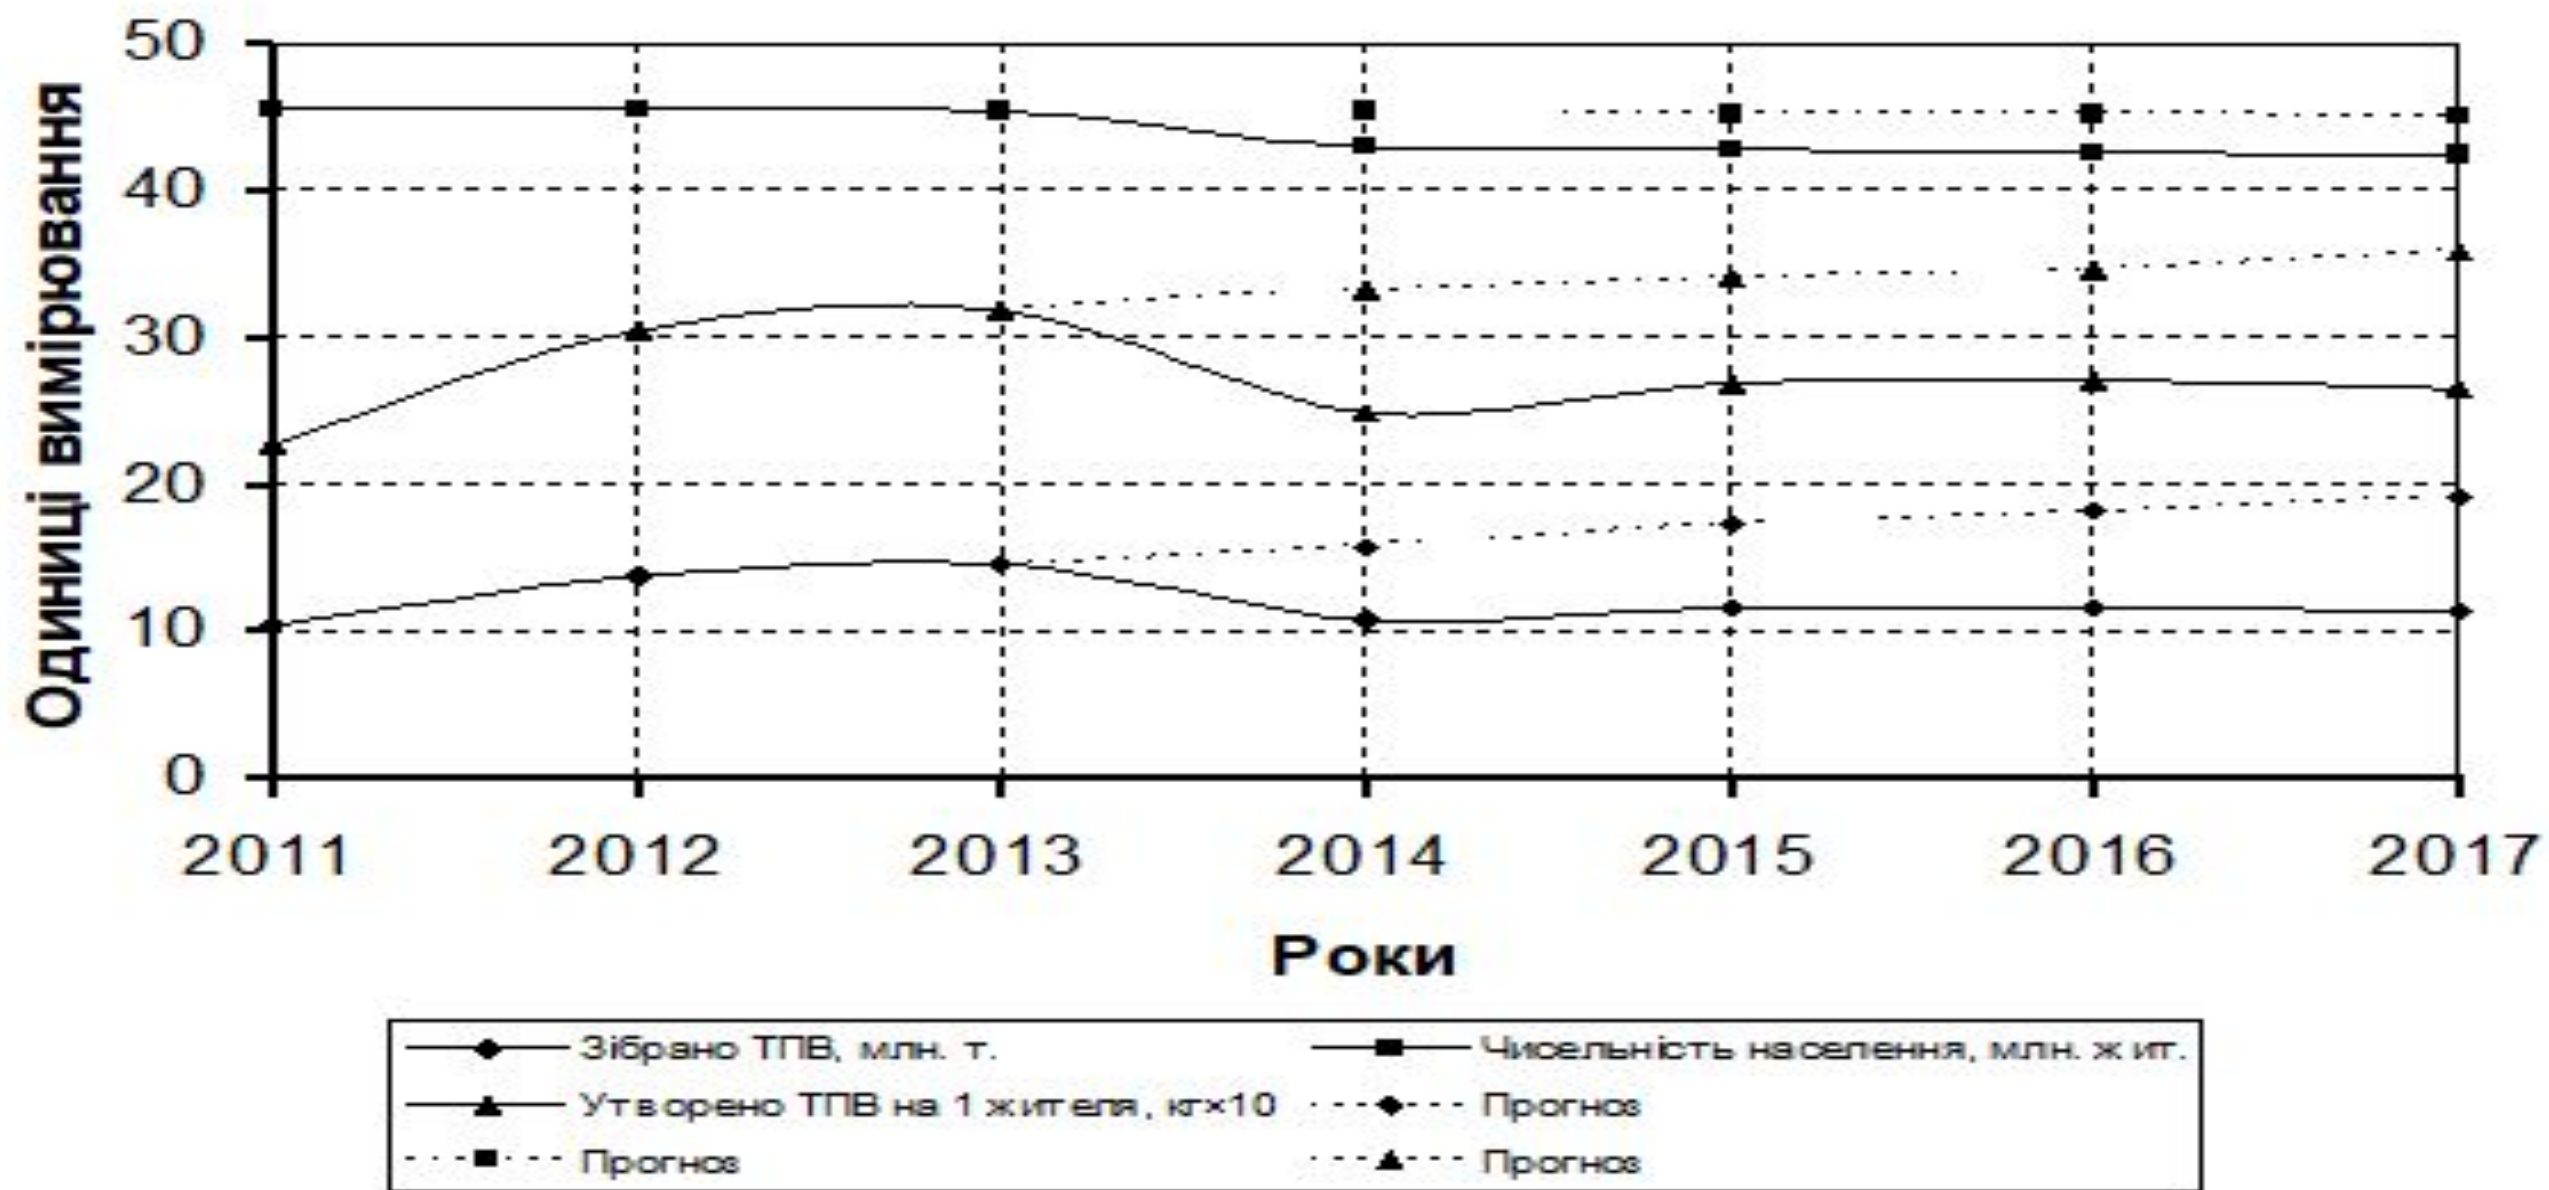 Одиниці вимірювання
50
40
30
20
10
0
2011 2012 2013 2014 2015 2016 2017
Роки
Зібрано ТПВ, млн. т.
Чисельність населення, млн. жит.
Утворено ТПВ на 1 жителя, кг×10
Прогноз
Прогноз
Прогноз